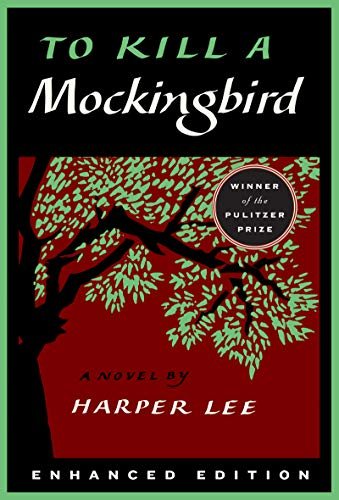 TO KILL A
Mockingbird
WINNER
of the
PULITZER
PRIZE
A NOVEL BY
HARPER LEE
ENHANCED EDITION